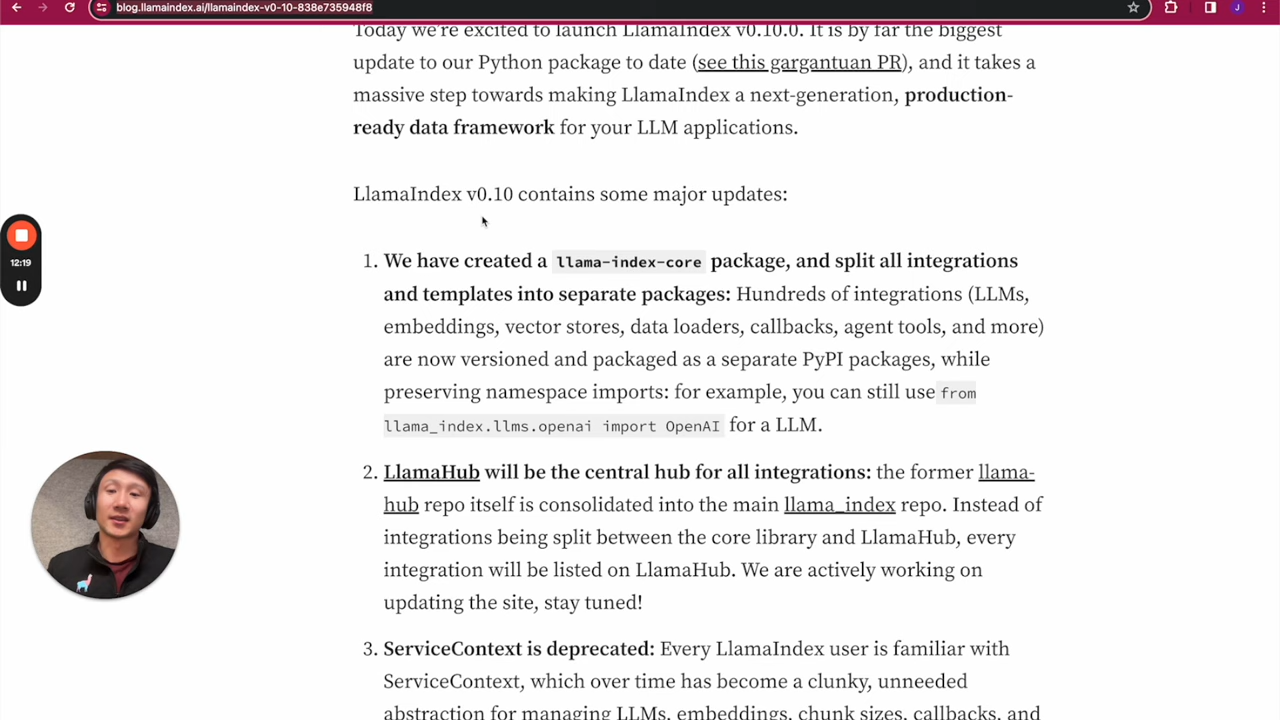 blog.llamaindex.ai/llamaindex-v0-10-838e735948f8
J
Today we're excited to launch LlamaIndex v0.10.0. It is by far the biggest
update to our Python package to date (see this gargantuan PR), and it takes a
massive step towards making LlamaIndex a next-generation, production-
ready data framework for your LLM applications.
LlamaIndex v0.10 contains some major updates:
1. We have created a llama-index-core package, and split all integrations
and templates into separate packages: Hundreds of integrations (LLMs,
embeddings, vector stores, data loaders, callbacks, agent tools, and more)
are now versioned and packaged as a separate PyPI packages, while
preserving namespace imports: for example, you can still use from
llama_index.llms.openai import OpenAI for a LLM.
2. LlamaHub will be the central hub for all integrations: the former llama-
hub repo itself is consolidated into the main llama_index repo. Instead of
integrations being split between the core library and LlamaHub, every
integration will be listed on LlamaHub. We are actively working on
updating the site, stay tuned!
3. ServiceContext is deprecated: Every LlamaIndex user is familiar with
ServiceContext, which over time has become a clunky, unneeded
abstraction for managing LLMs, embeddings, chunk sizes, callbacks, and
12:19